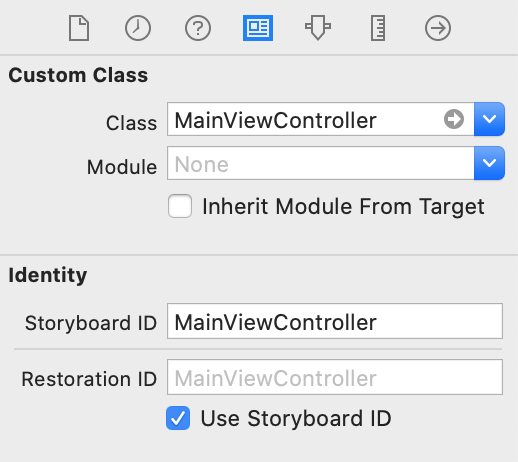 Custom Class
Class MainViewController
Module None
Inherit Module From Target
Identity
Storyboard ID MainViewController
Restoration ID MainViewController
Use Storyboard ID